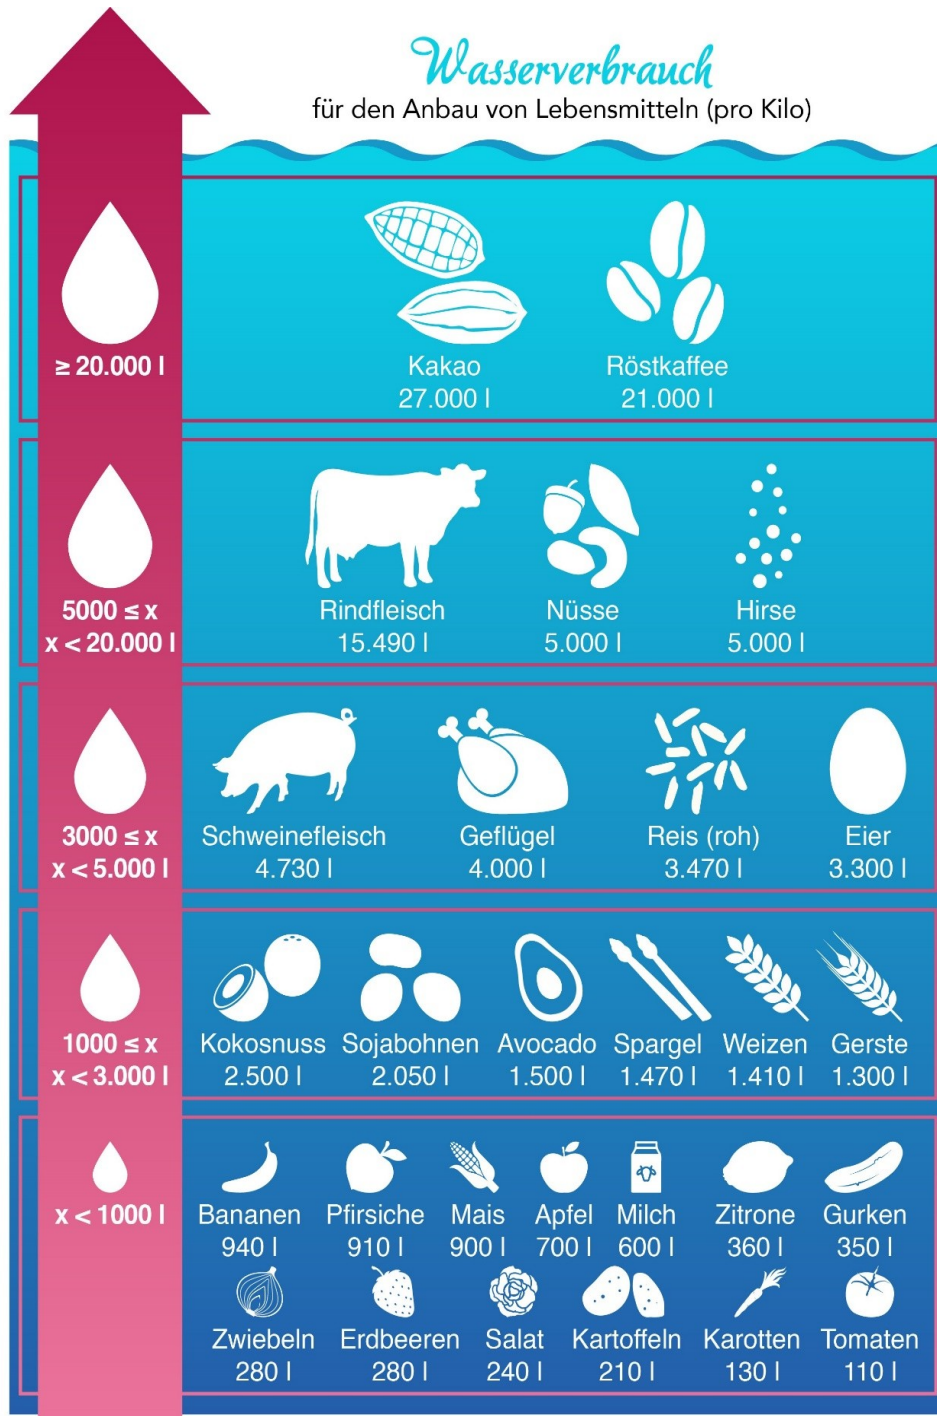 Wasserverbrauch
für den Anbau von Lebensmitteln (pro Kilo)
≥ 20.000 l
Kakao
27.000 l
Röstkaffee
21.000 l
5000 ≤ x
x < 20.000 l
Rindfleisch
15.490 l
Nüsse
5.000 l
Hirse
5.000 l
3000 ≤ x
x < 5.000 l
Schweinefleisch
4.730 l
Geflügel
4.000 l
Reis (roh)
3.470 l
Eier
3.300 l
1000 ≤ x
x < 3.000 l
Kokosnuss
2.500 l
Sojabohnen
2.050 l
Avocado
1.500 l
Spargel
1.470 l
Weizen
1.410 l
Gerste
1.300 l
x < 1000 l
Bananen
940 l
Pfirsiche
910 l
Mais
900 l
Apfel
700 l
Milch
600 l
Zitrone
360 l
Gurken
350 l
Zwiebeln
280 l
Erdbeeren
280 l
Salat
240 l
Kartoffeln
210 l
Karotten
130 l
Tomaten
110 l